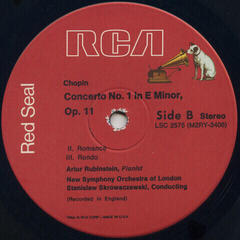 RCA
Red Seal
Chopin
Concerto No. 1 in E Minor,
Op. 11
Side B Stereo
LSC 2575 (M2RY-3406)
II. Romance
III. Rondo
Artur Rubinstein, Pianist
New Symphony Orchestra of London
Stanislaw Skrowaczewski, Conducting
(Recorded in England)